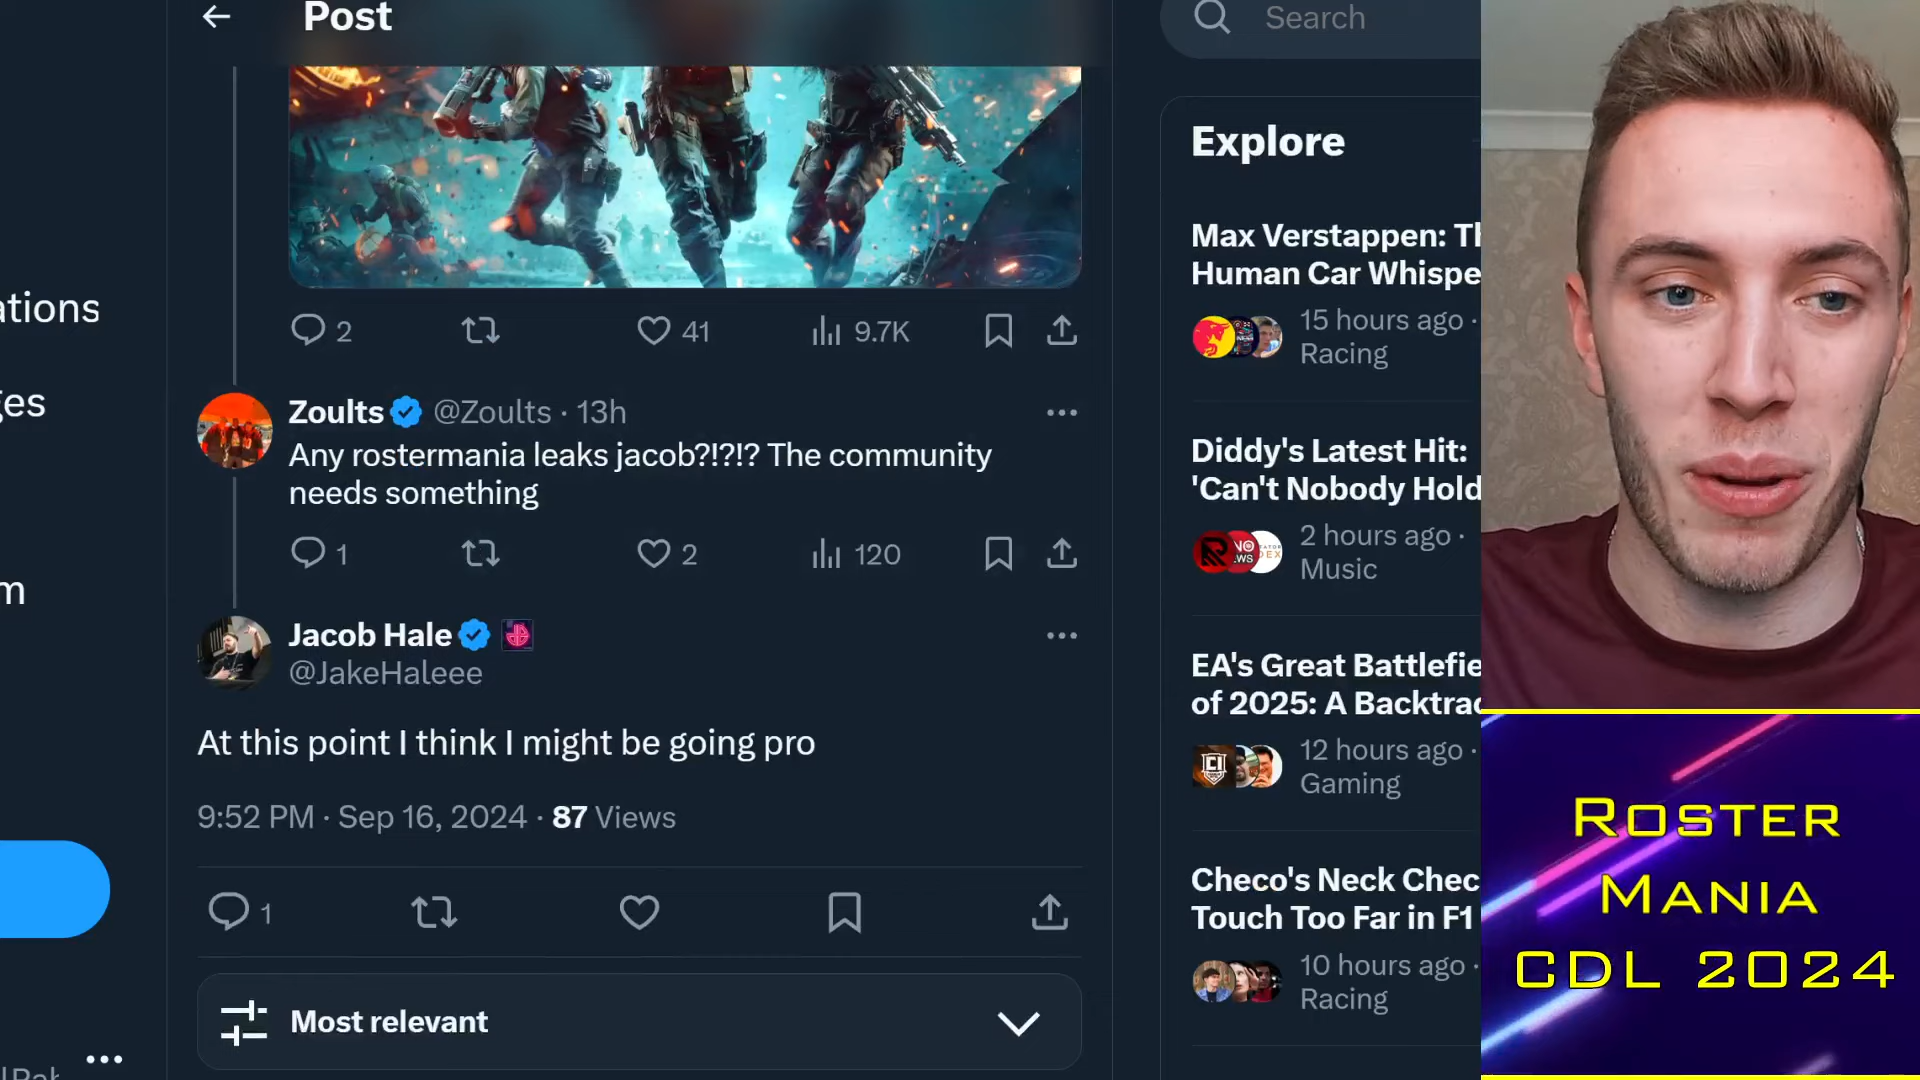 Post
2
41
9.7K
Zoults @Zoults · 13h
Any rostermania leaks jacob?!?!? The community
needs something
1
2
120
Jacob Hale
@JakeHaleee
At this point I think I might be going pro
9:52 PM · Sep 16, 2024 · 87 Views
1
Most relevant
ations
ges
m
Search
Explore
Max Verstappen: Th
Human Car Whispe
15 hours ago ·
Racing
Diddy's Latest Hit:
'Can't Nobody Hold
2 hours ago ·
Music
EA's Great Battlefie
of 2025: A Backtrac
12 hours ago ·
Gaming
Checo's Neck Chec
Touch Too Far in F1
10 hours ago ·
Racing
Roster
Mania
CDL 2024